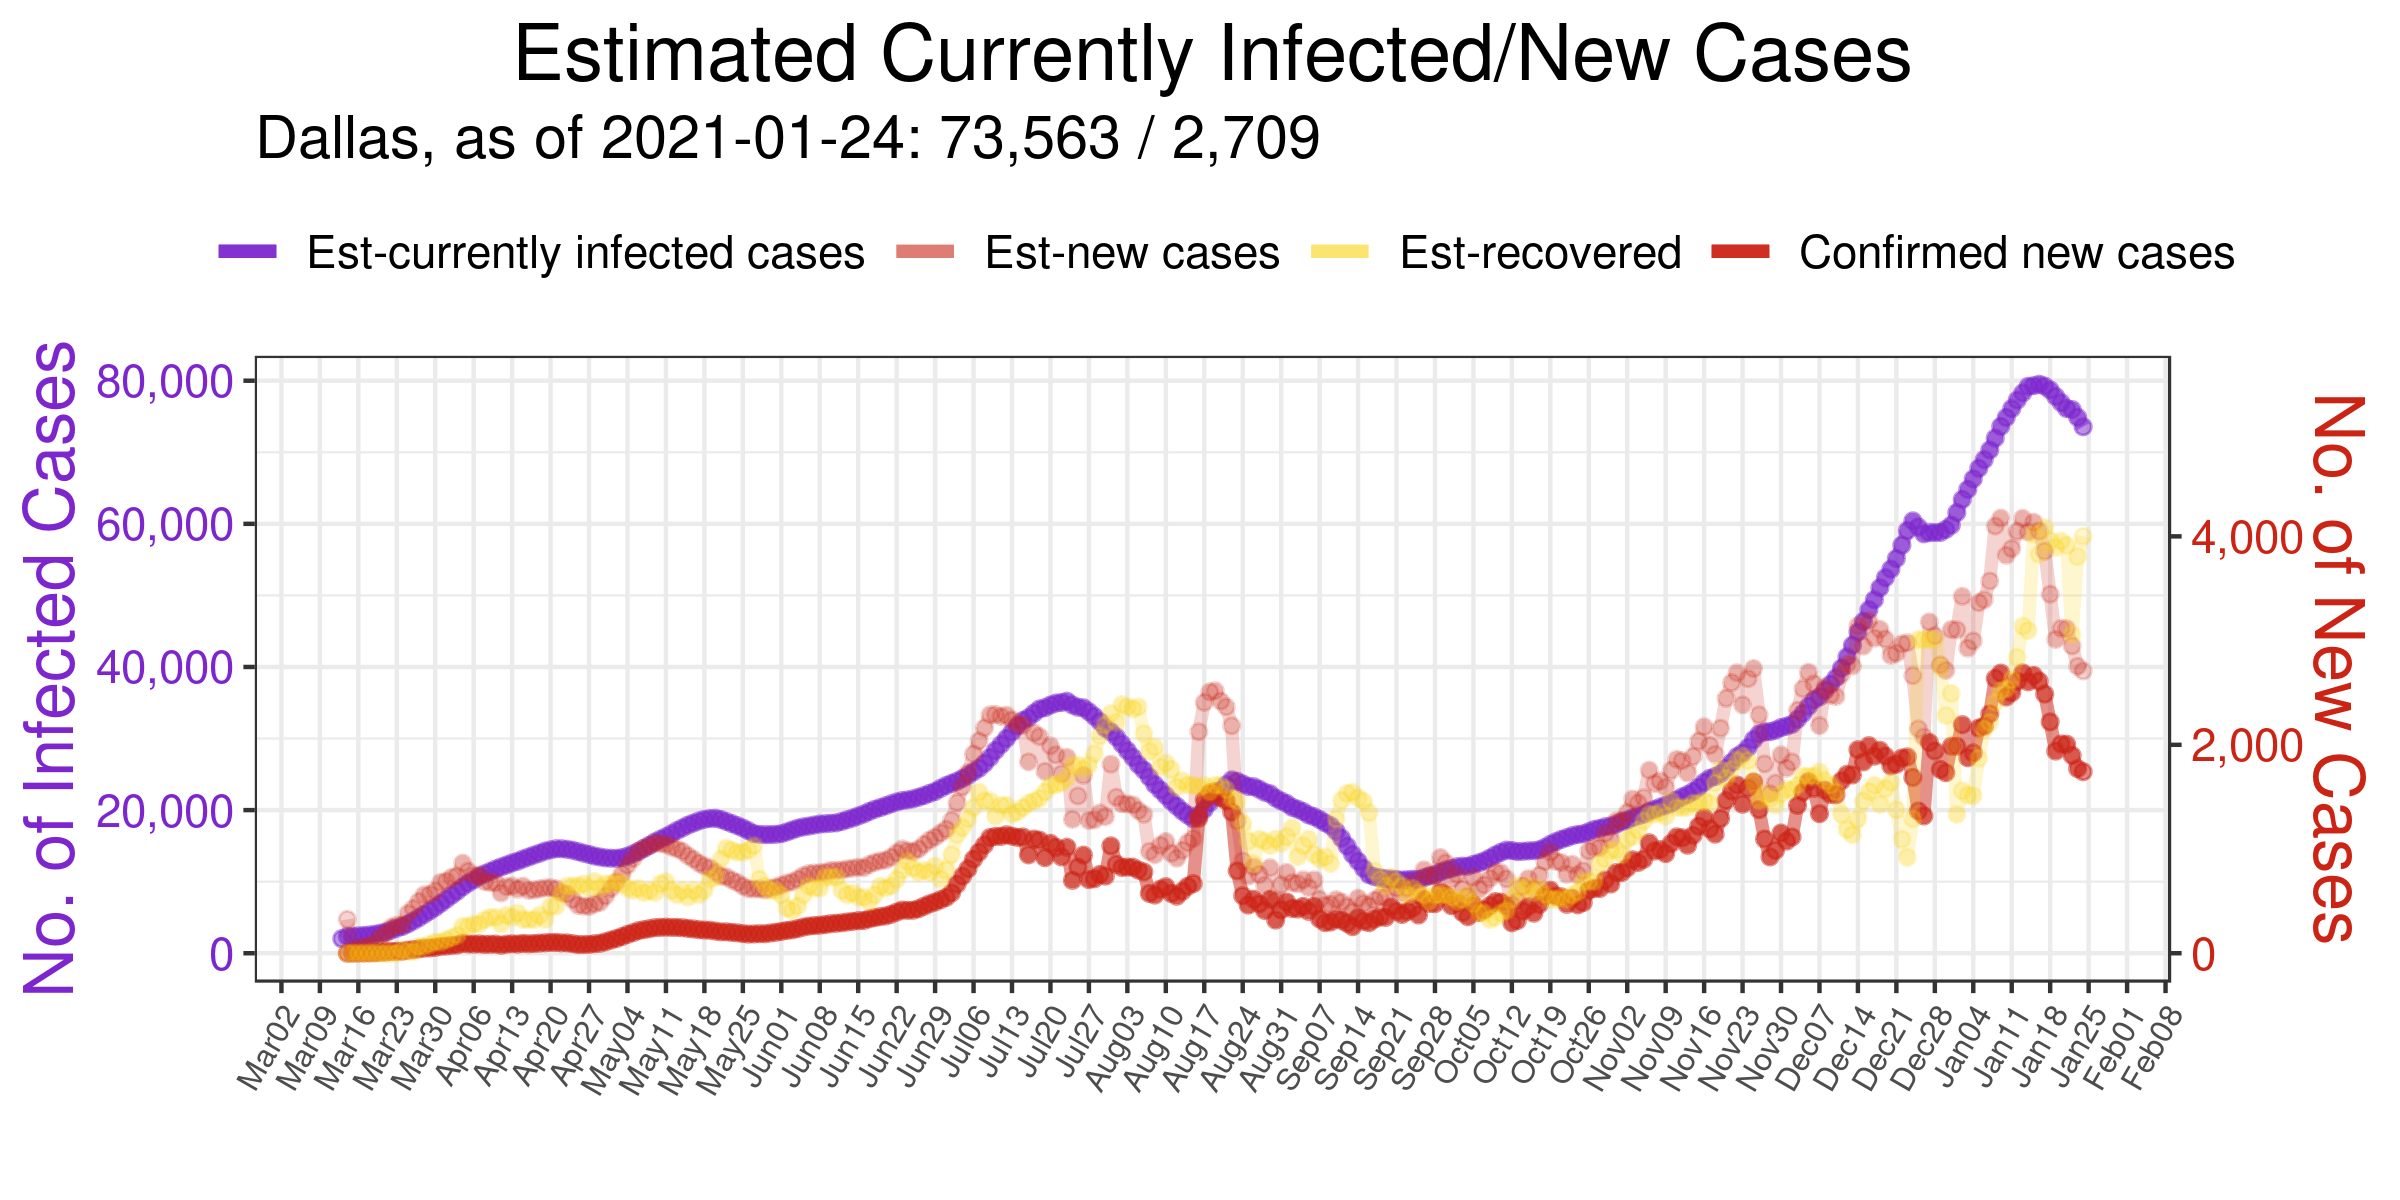 Estimated Currently Infected/New Cases
Dallas, as of 2021-01-24: 73,563 / 2,709
Est-currently infected cases Est-new cases Est-recovered Confirmed new cases
No. of Infected Cases
80,000
60,000
40,000
20,000
0
4,000
2,000
0
No. of New Cases
Mar02 Mar09 Mar16 Mar23 Mar30 Apr06 Apr13 Apr20 Apr27 May04 May11 May18 May25 Jun01 Jun08 Jun15 Jun22 Jun29 Jul06 Jul13 Jul20 Jul27 Aug03 Aug10 Aug17 Aug24 Aug31 Sep07 Sep14 Sep21 Sep28 Oct05 Oct12 Oct19 Oct26 Nov02 Nov09 Nov16 Nov23 Nov30 Dec07 Dec14 Dec21 Dec28 Jan04 Jan11 Jan18 Jan25 Feb01 Feb08